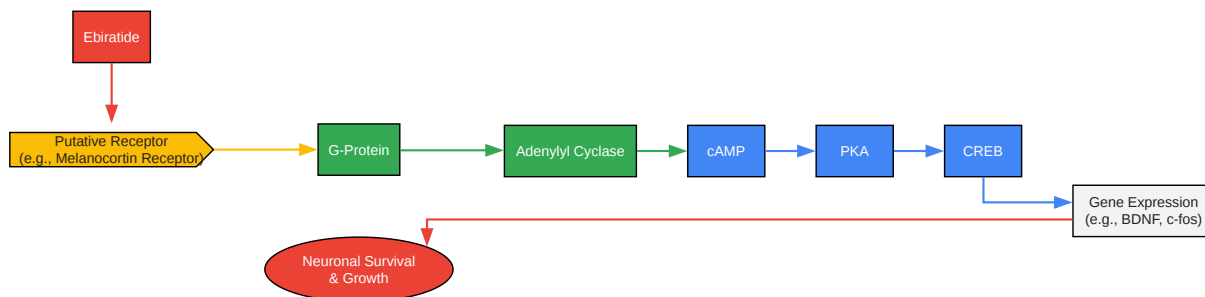 Ebiratide
Putative Receptor
(e.g., Melanocortin Receptor)
G-Protein
Adenylyl Cyclase
cAMP
PKA
CREB
Gene Expression
(e.g., BDNF, c-fos)
Neuronal Survival
& Growth